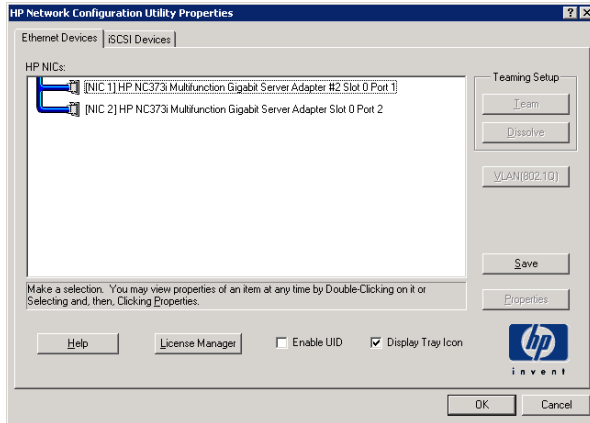 HP Network Configuration Utility Properties
Ethernet Devices
iSCSI Devices
HP NICs:
[NIC 1] HP NC373i Multifunction Gigabit Server Adapter #2 Slot 0 Port 1
[NIC 2] HP NC373i Multifunction Gigabit Server Adapter Slot 0 Port 2
Teaming Setup
Team
Dissolve
VLAN(802.1Q)
Save
Make a selection. You may view properties of an item at any time by Double-Clicking on it or
Selecting and, then, Clicking Properties.
Properties
Help
License Manager
Enable UID
Display Tray Icon
hp
invent
OK
Cancel